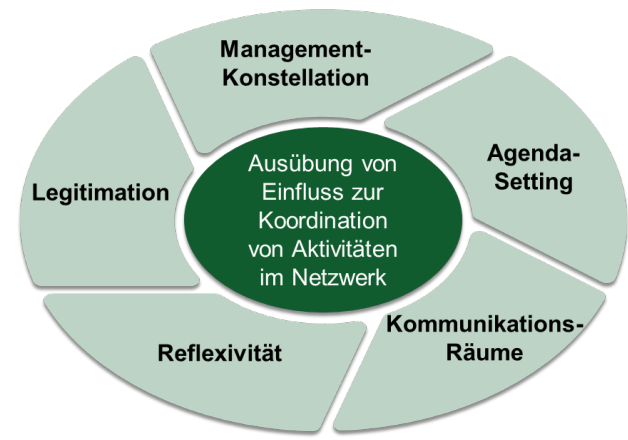 Management-
Konstellation
Agenda-
Setting
Kommunikations-
Räume
Reflexivität
Legitimation
Ausübung von
Einfluss zur
Koordination
von Aktivitäten
im Netzwerk